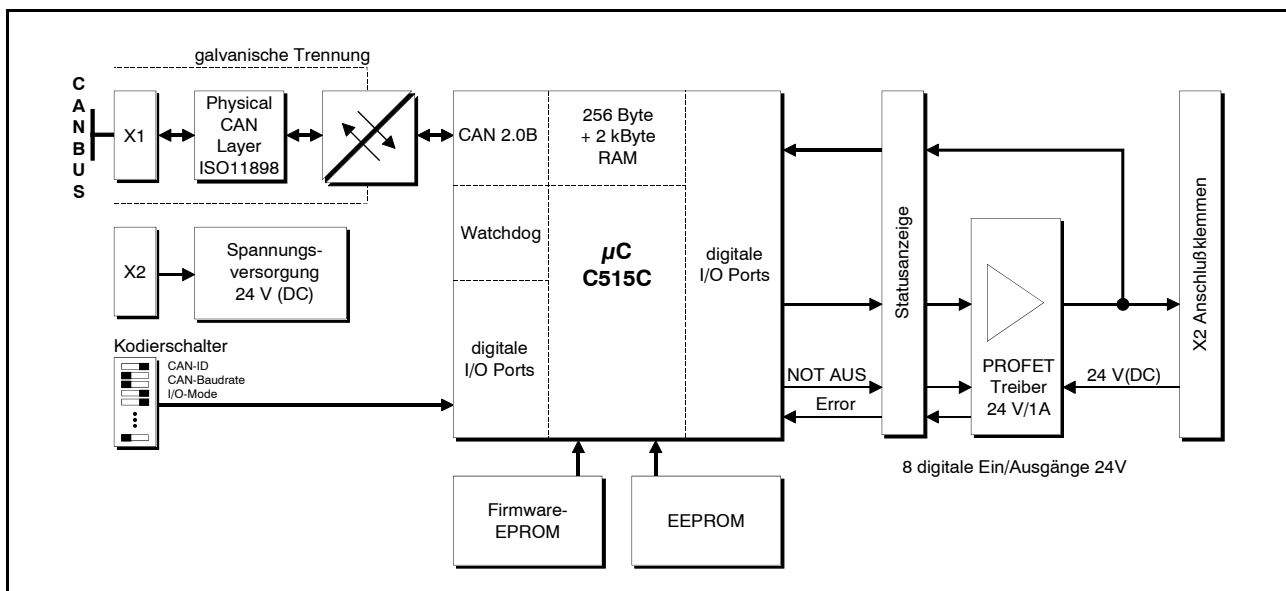 galvanische Trennung
CANBUS
X1
Physical
CAN
Layer
ISO11898
CAN 2.0B
256 Byte
+ 2 kByte
RAM
Watchdog
µC
C515C
digitale
I/O Ports
digitale
I/O Ports
X2
Spannungs-
versorgung
24 V (DC)
Kodierschalter
CAN-ID
CAN-Baudrate
I/O-Mode
Firmware-
EPROM
EEPROM
NOT AUS
Error
Statusanzeige
PROFET
Treiber
24 V/1A
24 V(DC)
X2 Anschlußklemmen
8 digitale Ein/Ausgänge 24V